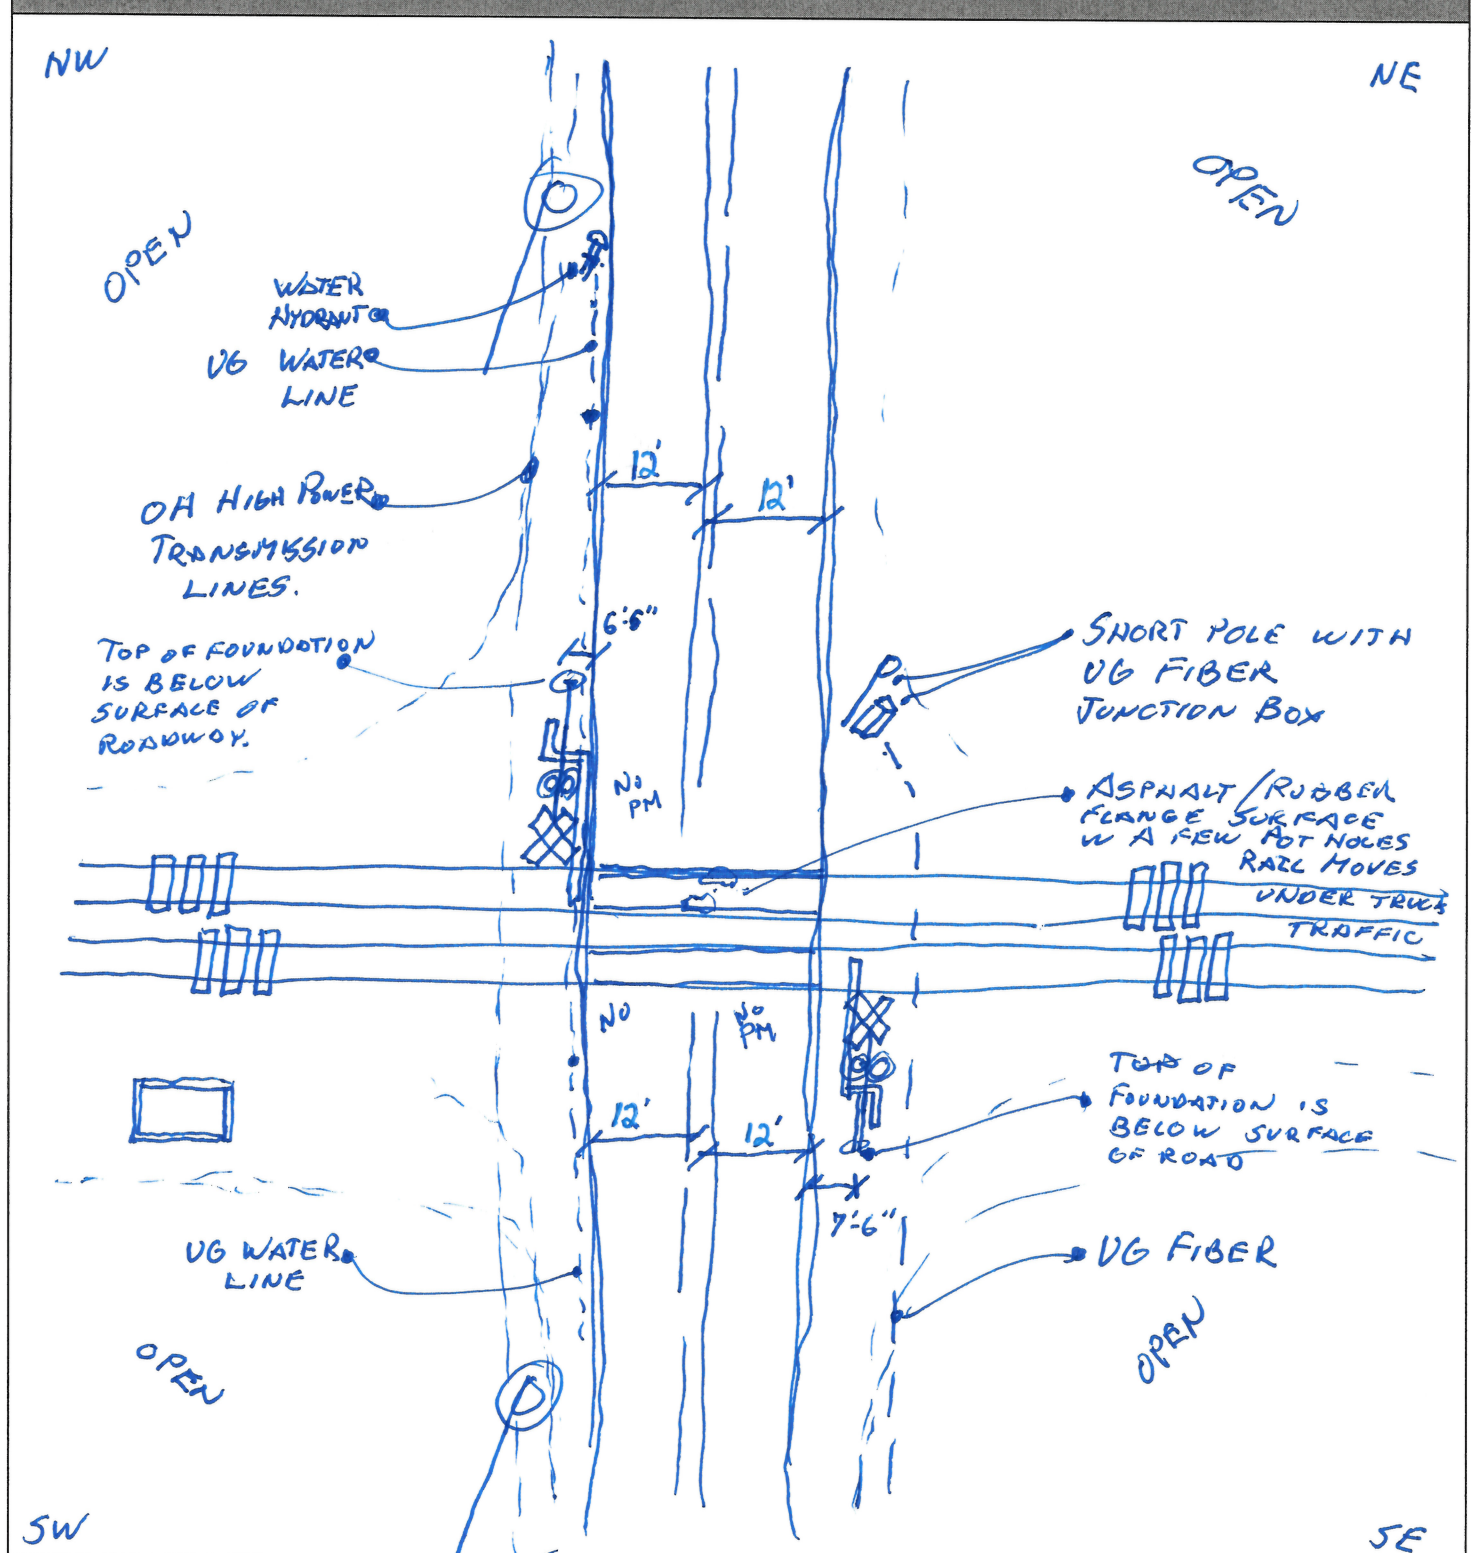 NW
NE
OPEN
OPEN
WATER
HYDRANT
UG WATER
LINE
OH HIGH POWER
TRANSMISSION
LINES.
12'
12'
6'-6"
TOP OF FOUNDATION
IS BELOW
SURFACE OF
ROADWAY.
SHORT POLE WITH
UG FIBER
JUNCTION BOX
NO
PM
ASPHALT/RUBBER
FLANGE SURFACE
W A FEW POT HOLES
RAIL MOVES
UNDER TRUCK
TRAFFIC
NO
NO
PM
12'
12'
TOP OF
FOUNDATION IS
BELOW SURFACE
OF ROAD
7'-6"
UG WATER
LINE
UG FIBER
OPEN
OPEN
SW
SE